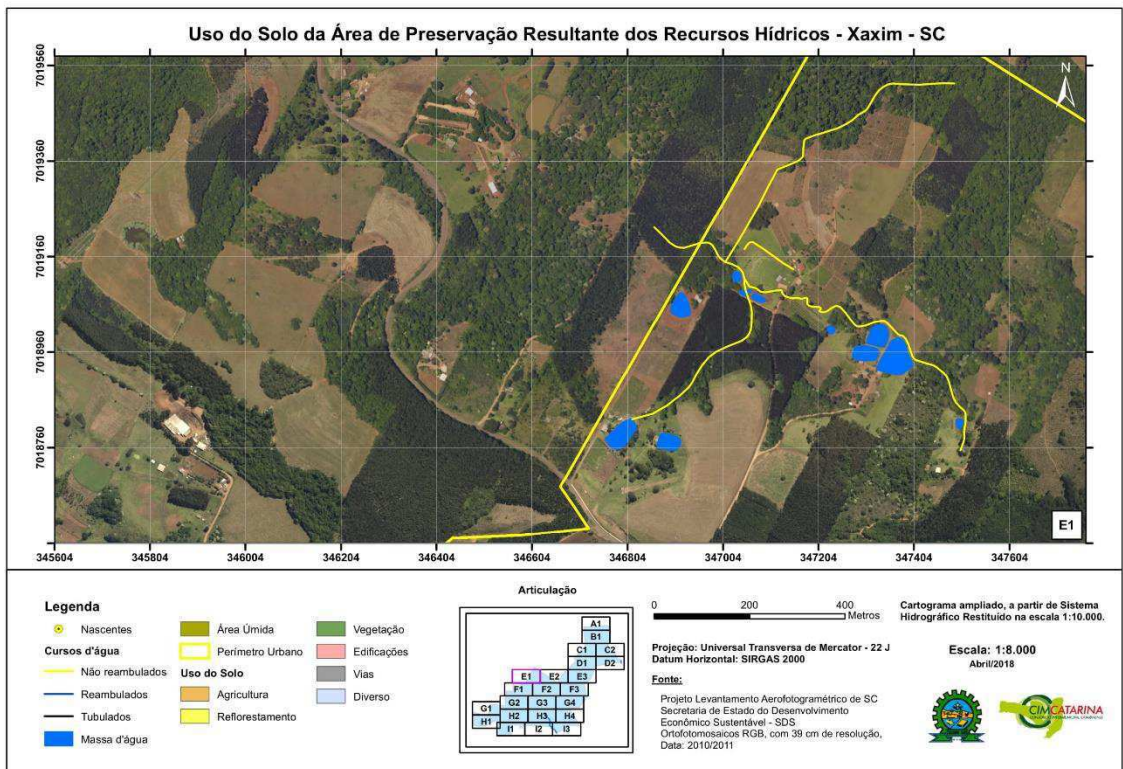 Uso do Solo da Área de Preservação Resultante dos Recursos Hídricos - Xaxim - SC
7019560
7019360
7019160
7018960
7018760
N
E1
345604 345804 346004 346204 346404 346604 346804 347004 347204 347404 347604
Legenda
Nascentes
Cursos d'água
Não reambulados
Reambulados
Tubulados
Massa d'água
Área Úmida
Perímetro Urbano
Uso do Solo
Agricultura
Reflorestamento
Vegetação
Edificações
Vias
Diverso
Articulação
A1
B1
C1 C2
D1 D2
E1 E2 E3
F1 F2 F3
G1 G2 G3 G4
H1 H2 H3 H4
I1 I2 I3
0 200 400
Metros
Projeção: Universal Transversa de Mercator - 22 J
Datum Horizontal: SIRGAS 2000
Fonte:
Projeto Levantamento Aerofotogramétrico de SC
Secretaria de Estado do Desenvolvimento
Econômico Sustentável - SDS
Ortofotomosaicos RGB, com 39 cm de resolução,
Data: 2010/2011
Cartograma ampliado, a partir de Sistema
Hidrográfico Restituído na escala 1:10.000.
Escala: 1:8.000
Abril/2018
CIMCATARINA